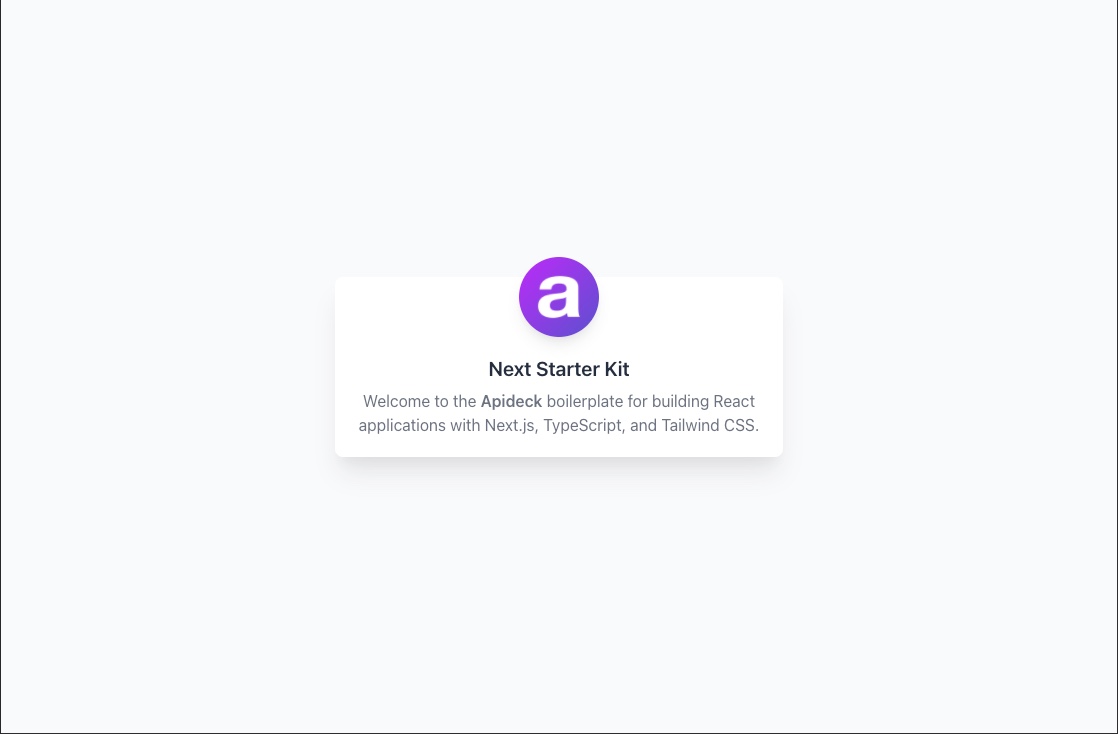 a
Next Starter Kit
Welcome to the Apideck boilerplate for building React
applications with Next.js, TypeScript, and Tailwind CSS.